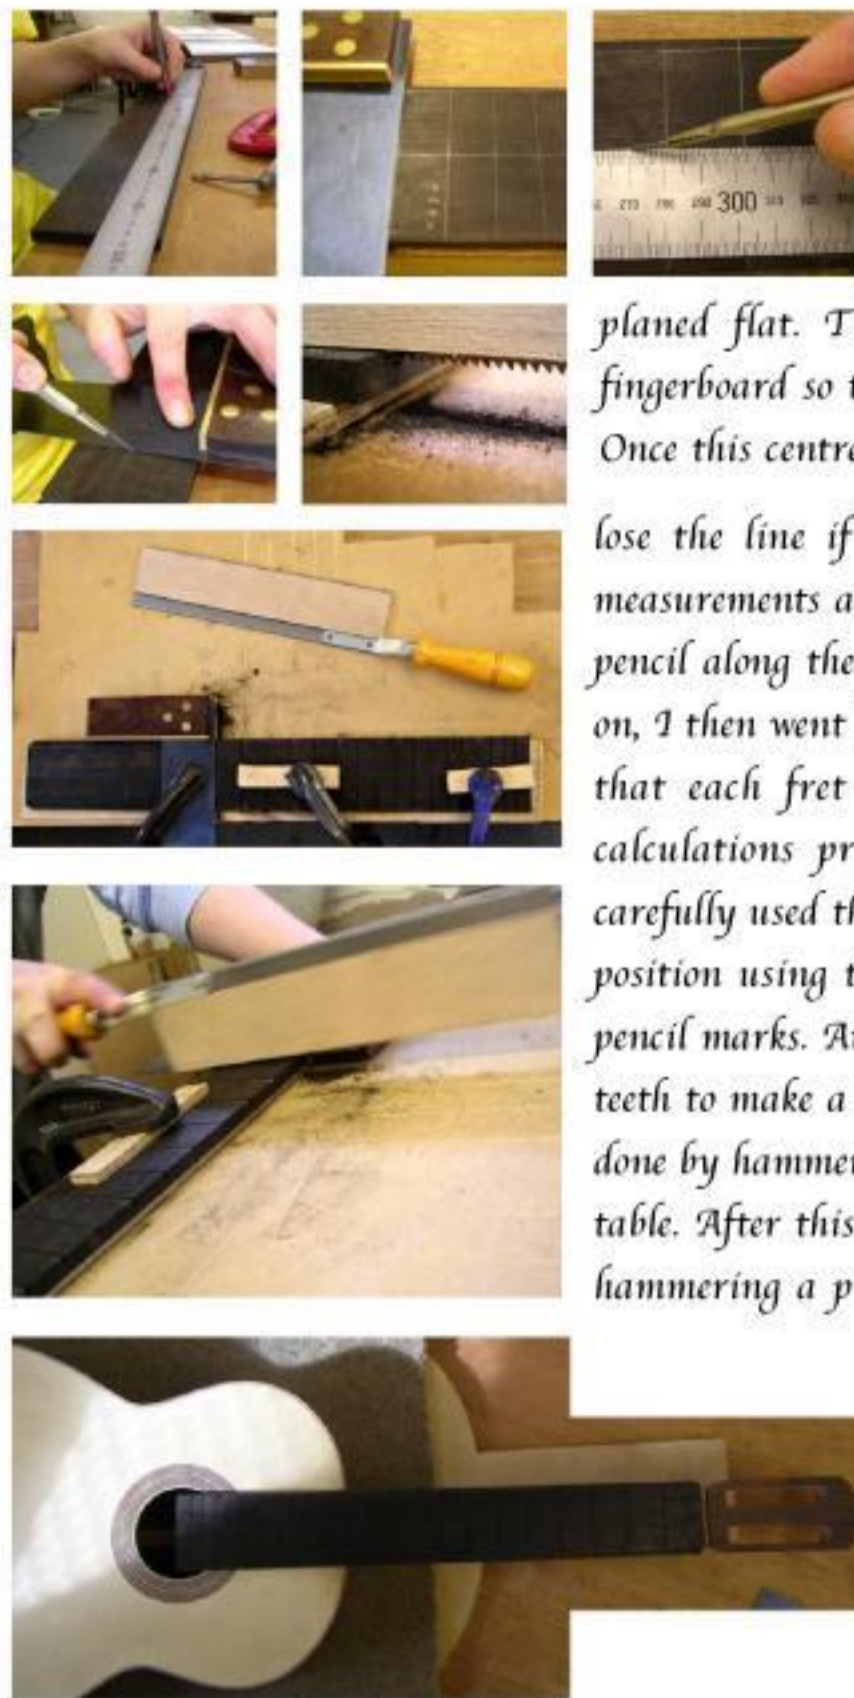 300
planed flat. T
fingerboard so t
Once this centre
lose the line if
measurements a
pencil along the
on, I then went
that each fret
calculations pr
carefully used th
position using t
pencil marks. A
teeth to make a
done by hammer
table. After this
hammering a p